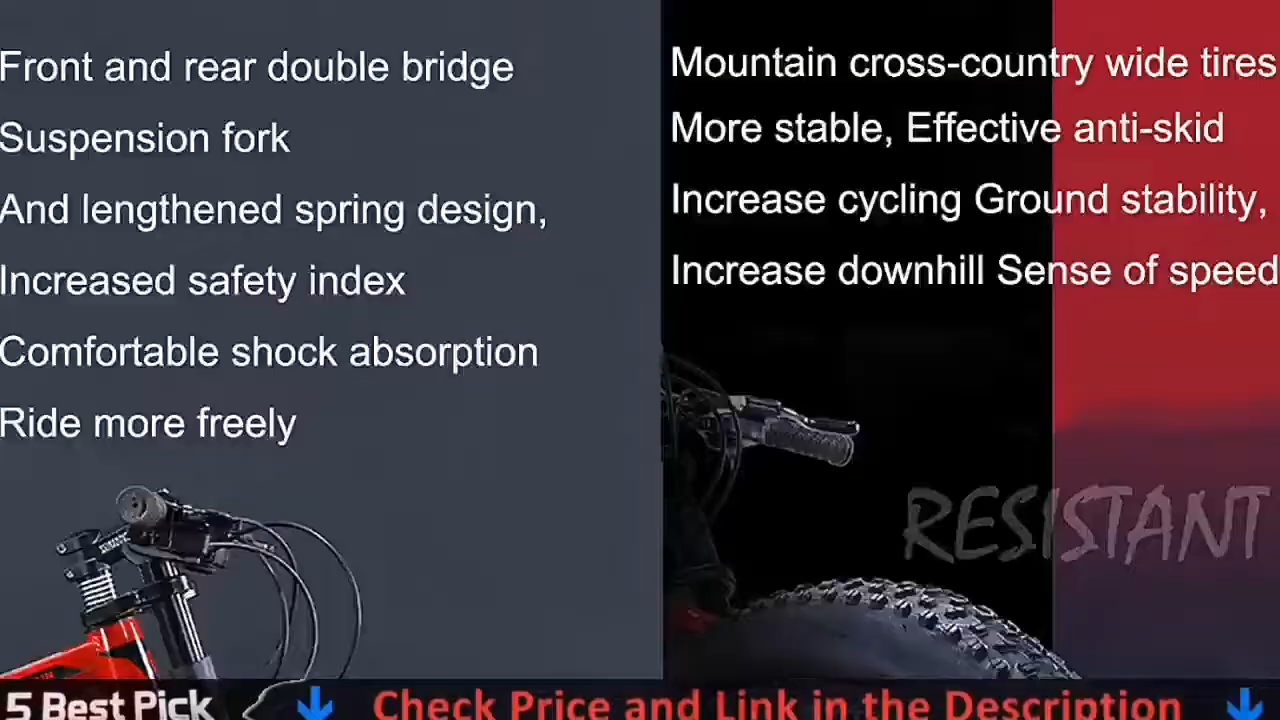 Front and rear double bridge
Suspension fork
And lengthened spring design,
Increased safety index
Comfortable shock absorption
Ride more freely
Mountain cross-country wide tires
More stable, Effective anti-skid
Increase cycling Ground stability,
Increase downhill Sense of speed
RESISTANT
5 Best Pick
Check Price and Link in the Description